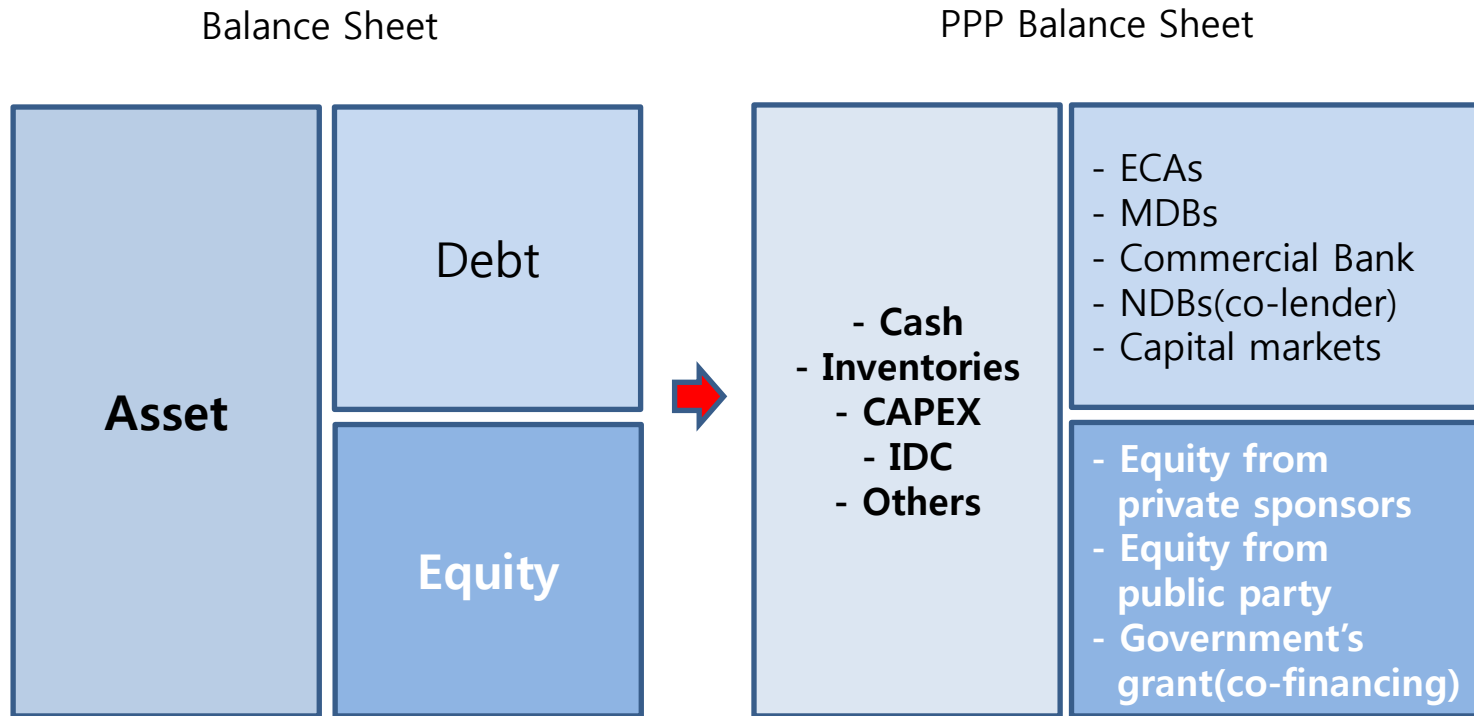 Balance Sheet
PPP Balance Sheet
Asset
Debt
Equity
- Cash
- Inventories
- CAPEX
- IDC
- Others
- ECAs
- MDBs
- Commercial Bank
- NDBs(co-lender)
- Capital markets
- Equity from
private sponsors
- Equity from
public party
- Government’s
grant(co-financing)